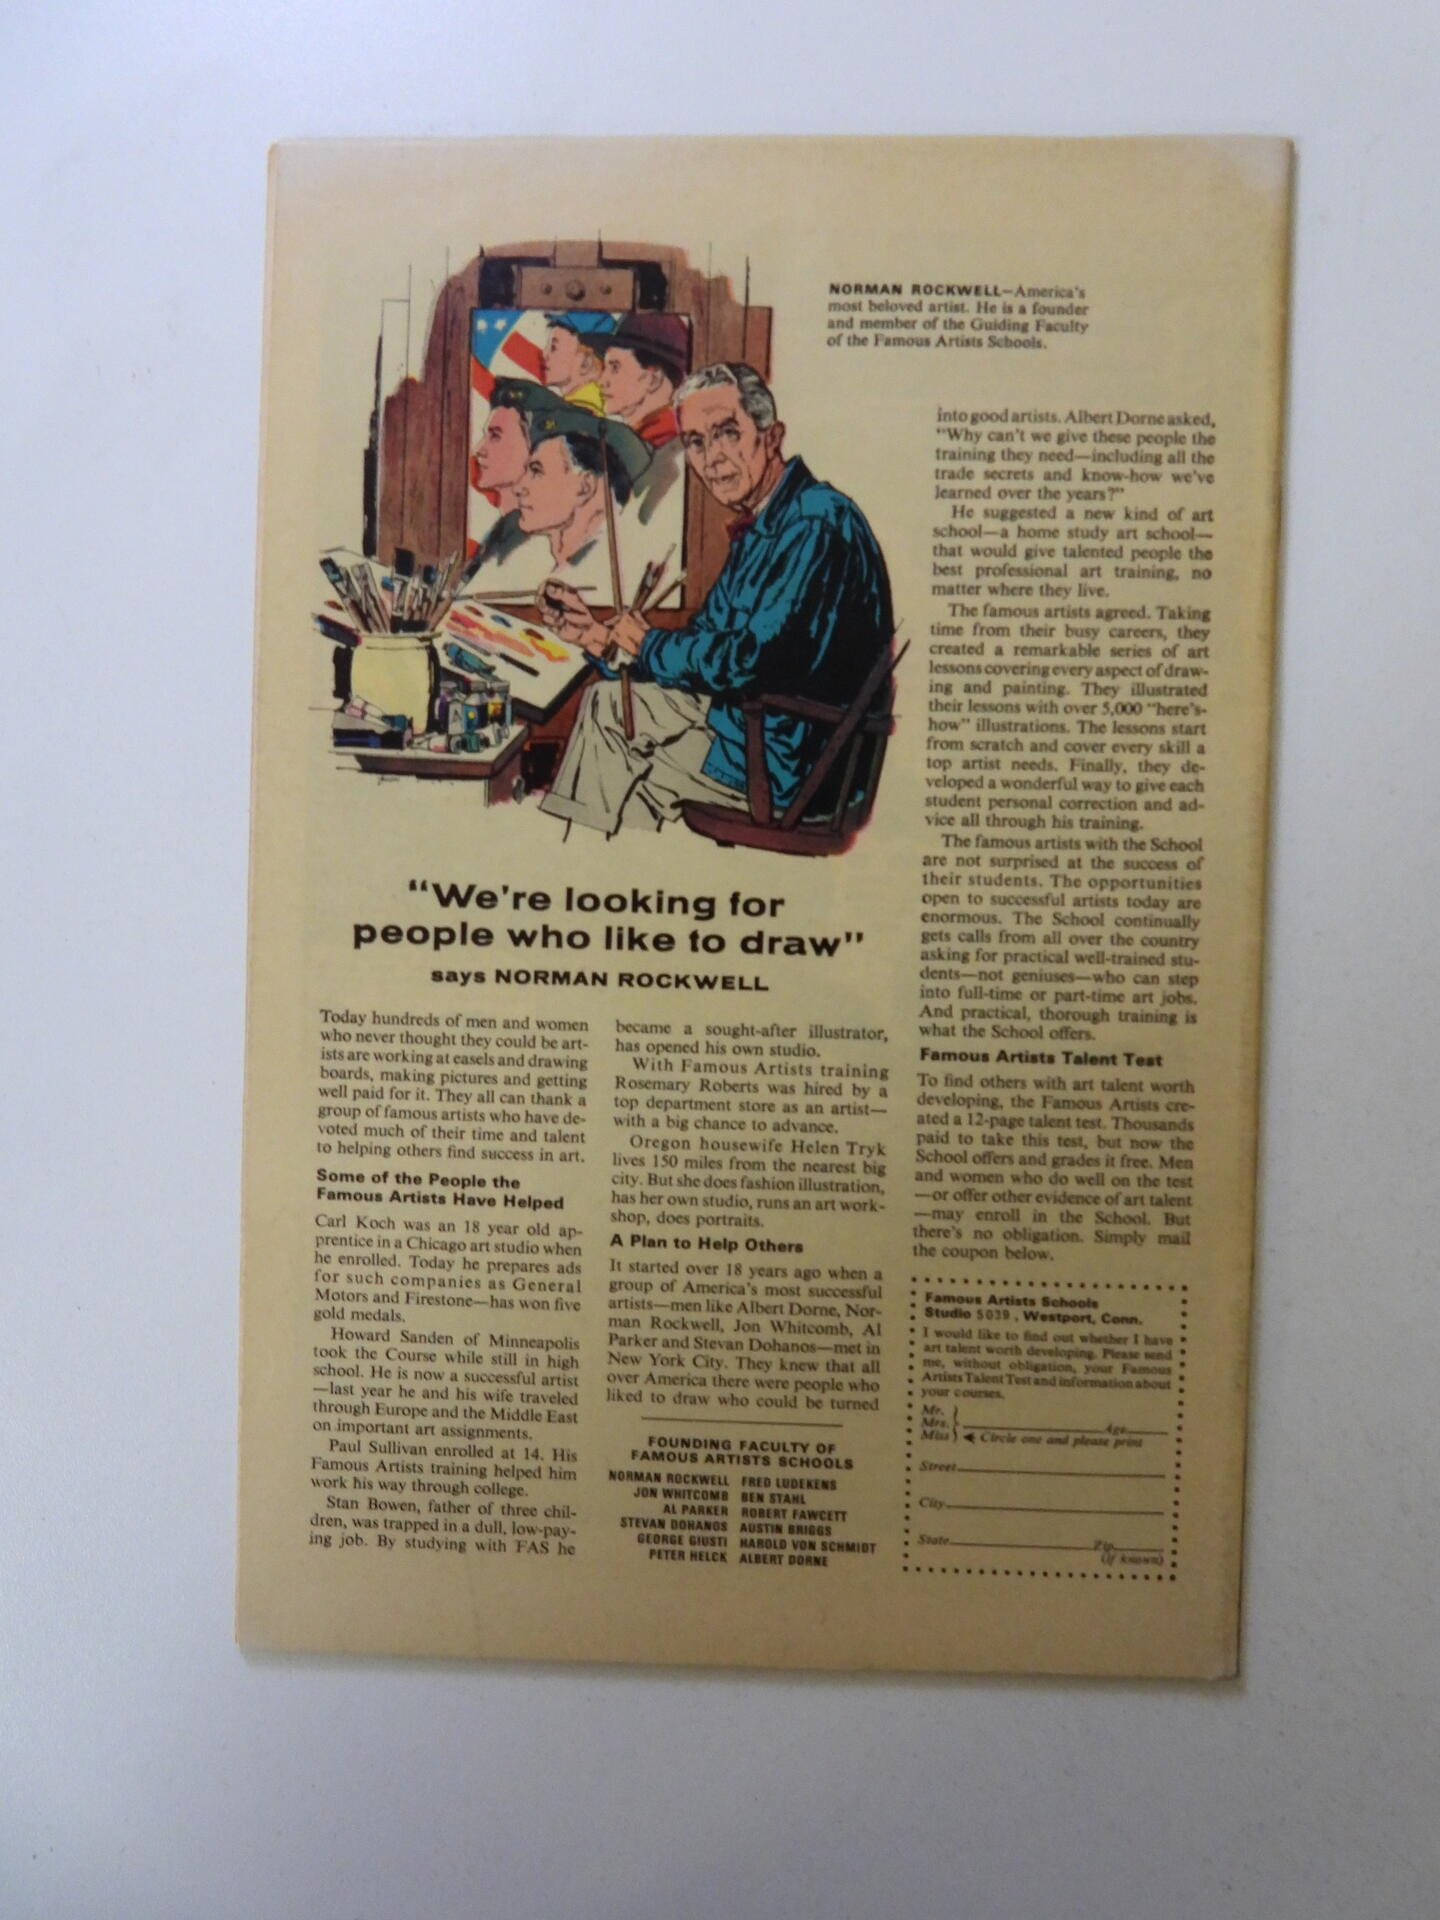 NORMAN ROCKWELL—America's
most beloved artist. He is a founder
and member of the Guiding Faculty
of the Famous Artists Schools.
"We're looking for
people who like to draw"
says NORMAN ROCKWELL
Today hundreds of men and women
who never thought they could be art-
ists are working at easels and drawing
boards, making pictures and getting
well paid for it. They all can thank a
group of famous artists who have de-
voted much of their time and talent
to helping others find success in art.
Some of the People the
Famous Artists Have Helped
Carl Koch was an 18 year old ap-
prentice in a Chicago art studio when
he enrolled. Today he prepares ads
for such companies as General
Motors and Firestone—has won five
gold medals.
Howard Sanden of Minneapolis
took the Course while still in high
school. He is now a successful artist
—last year he and his wife traveled
through Europe and the Middle East
on important art assignments.
Paul Sullivan enrolled at 14. His
Famous Artists training helped him
work his way through college.
Stan Bowen, father of three chil-
dren, was trapped in a dull, low-pay-
ing job. By studying with FAS he
became a sought-after illustrator,
has opened his own studio.
With Famous Artists training
Rosemary Roberts was hired by a
top department store as an artist—
with a big chance to advance.
Oregon housewife Helen Tryk
lives 150 miles from the nearest big
city. But she does fashion illustration,
has her own studio, runs an art work-
shop, does portraits.
A Plan to Help Others
It started over 18 years ago when a
group of America's most successful
artists—men like Albert Dorne, Nor-
man Rockwell, Jon Whitcomb, Al
Parker and Stevan Dohanos—met in
New York City. They knew that all
over America there were people who
liked to draw who could be turned
FOUNDING FACULTY OF
FAMOUS ARTISTS SCHOOLS
NORMAN ROCKWELL FRED LUDEKENS
JON WHITCOMB BEN STAHL
AL PARKER ROBERT FAWCETT
STEVAN DOHANOS AUSTIN BRIGGS
GEORGE GIUSTI HAROLD VON SCHMIDT
PETER HELCK ALBERT DORNE
into good artists. Albert Dorne asked,
"Why can't we give these people the
training they need—including all the
trade secrets and know-how we've
learned over the years?"
He suggested a new kind of art
school—a home study art school—
that would give talented people the
best professional art training, no
matter where they live.
The famous artists agreed. Taking
time from their busy careers, they
created a remarkable series of art
lessons covering every aspect of draw-
ing and painting. They illustrated
their lessons with over 5,000 "here's-
how" illustrations. The lessons start
from scratch and cover every skill a
top artist needs. Finally, they de-
veloped a wonderful way to give each
student personal correction and ad-
vice all through his training.
The famous artists with the School
are not surprised at the success of
their students. The opportunities
open to successful artists today are
enormous. The School continually
gets calls from all over the country
asking for practical well-trained stu-
dents—not geniuses—who can step
into full-time or part-time art jobs.
And practical, thorough training is
what the School offers.
Famous Artists Talent Test
To find others with art talent worth
developing, the Famous Artists cre-
ated a 12-page talent test. Thousands
paid to take this test, but now the
School offers and grades it free. Men
and women who do well on the test
—or offer other evidence of art talent
—may enroll in the School. But
there's no obligation. Simply mail
the coupon below.
Famous Artists Schools
Studio 5039, Westport, Conn.
I would like to find out whether I have
art talent worth developing. Please send
me, without obligation, your Famous
Artists Talent Test and information about
your courses.
Mr.
Mrs. Age
Miss Circle one and please print
Street
City
State Zip
(if known)